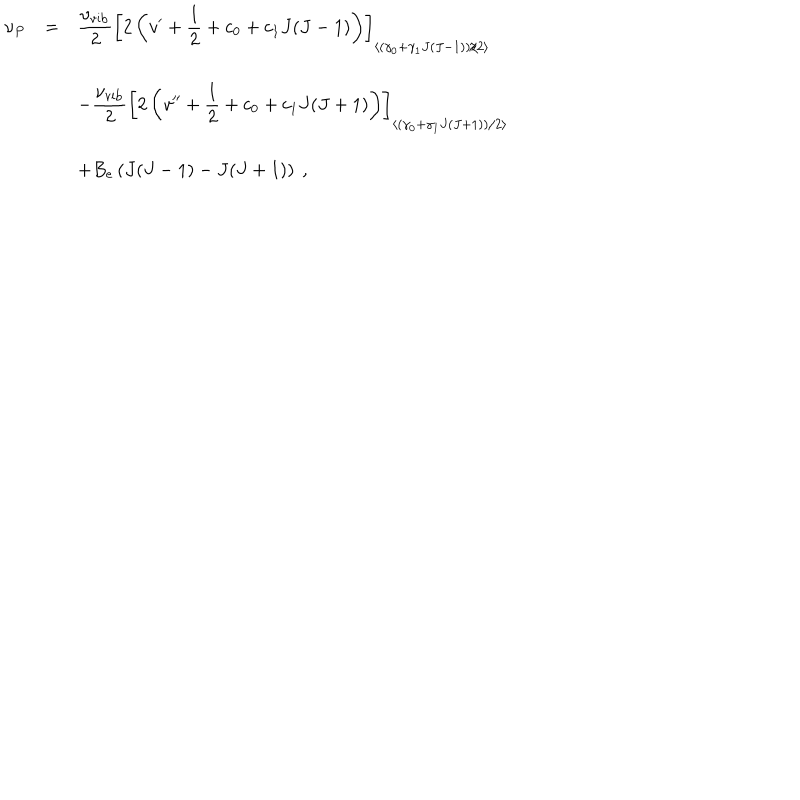 \nu_P = \frac{\nu_{vib}}{2} \left[ 2 \left( v' + \frac{1}{2} + c_0 + c_1 J(J-1) \right) \right]_{\langle (\gamma_0 + \gamma_1 J(J-1))/2 \rangle}
- \frac{\nu_{vib}}{2} \left[ 2 \left( v'' + \frac{1}{2} + c_0 + c_1 J(J+1) \right) \right]_{\langle (\gamma_0 + \gamma_1 J(J+1))/2 \rangle}
+ B_e \left( J(J-1) - J(J+1) \right) ,